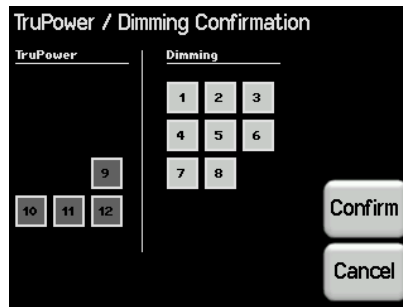 TruPower / Dimming Confirmation
TruPower
Dimming
1 2 3
4 5 6
9 7 8
10 11 12
Confirm
Cancel